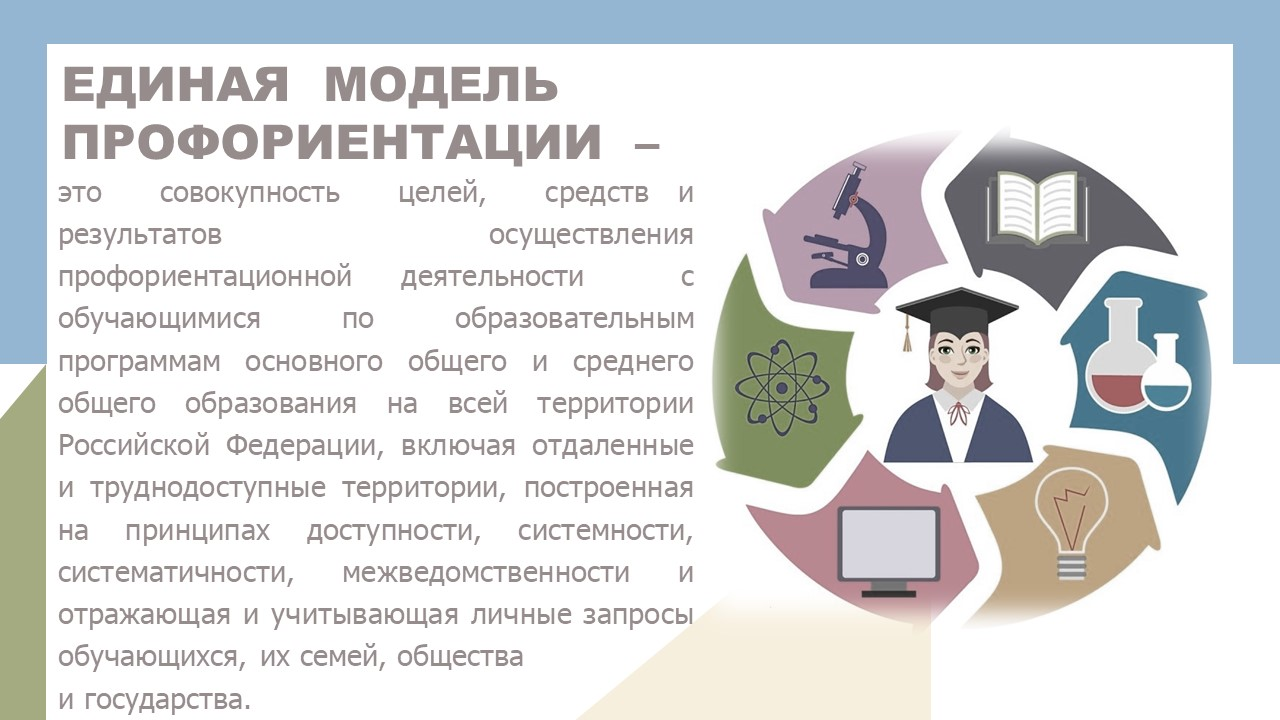 ЕДИНАЯ МОДЕЛЬ
ПРОФОРИЕНТАЦИИ –
это совокупность целей, средств и
результатов осуществления
профориентационной деятельности с
обучающимися по образовательным
программам основного общего и среднего
общего образования на всей территории
Российской Федерации, включая отдаленные
и труднодоступные территории, построенная
на принципах доступности, системности,
систематичности, межведомственности и
отражающая и учитывающая личные запросы
обучающихся, их семей, общества
и государства.